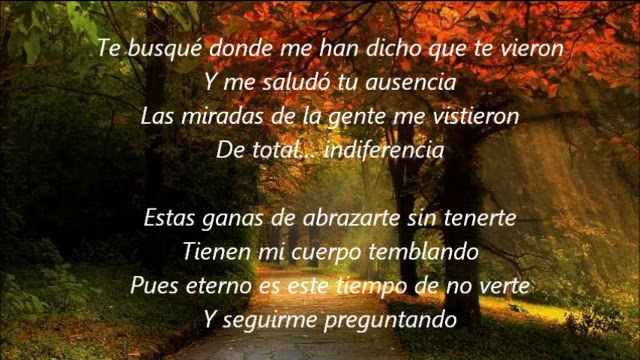 Te busqué donde me han dicho que te vieron
Y me saludó tu ausencia
Las miradas de la gente me vistieron
De total... indiferencia
Estas ganas de abrazarte sin tenerte
Tienen mi cuerpo temblando
Pues eterno es este tiempo de no verte
Y seguirme preguntando